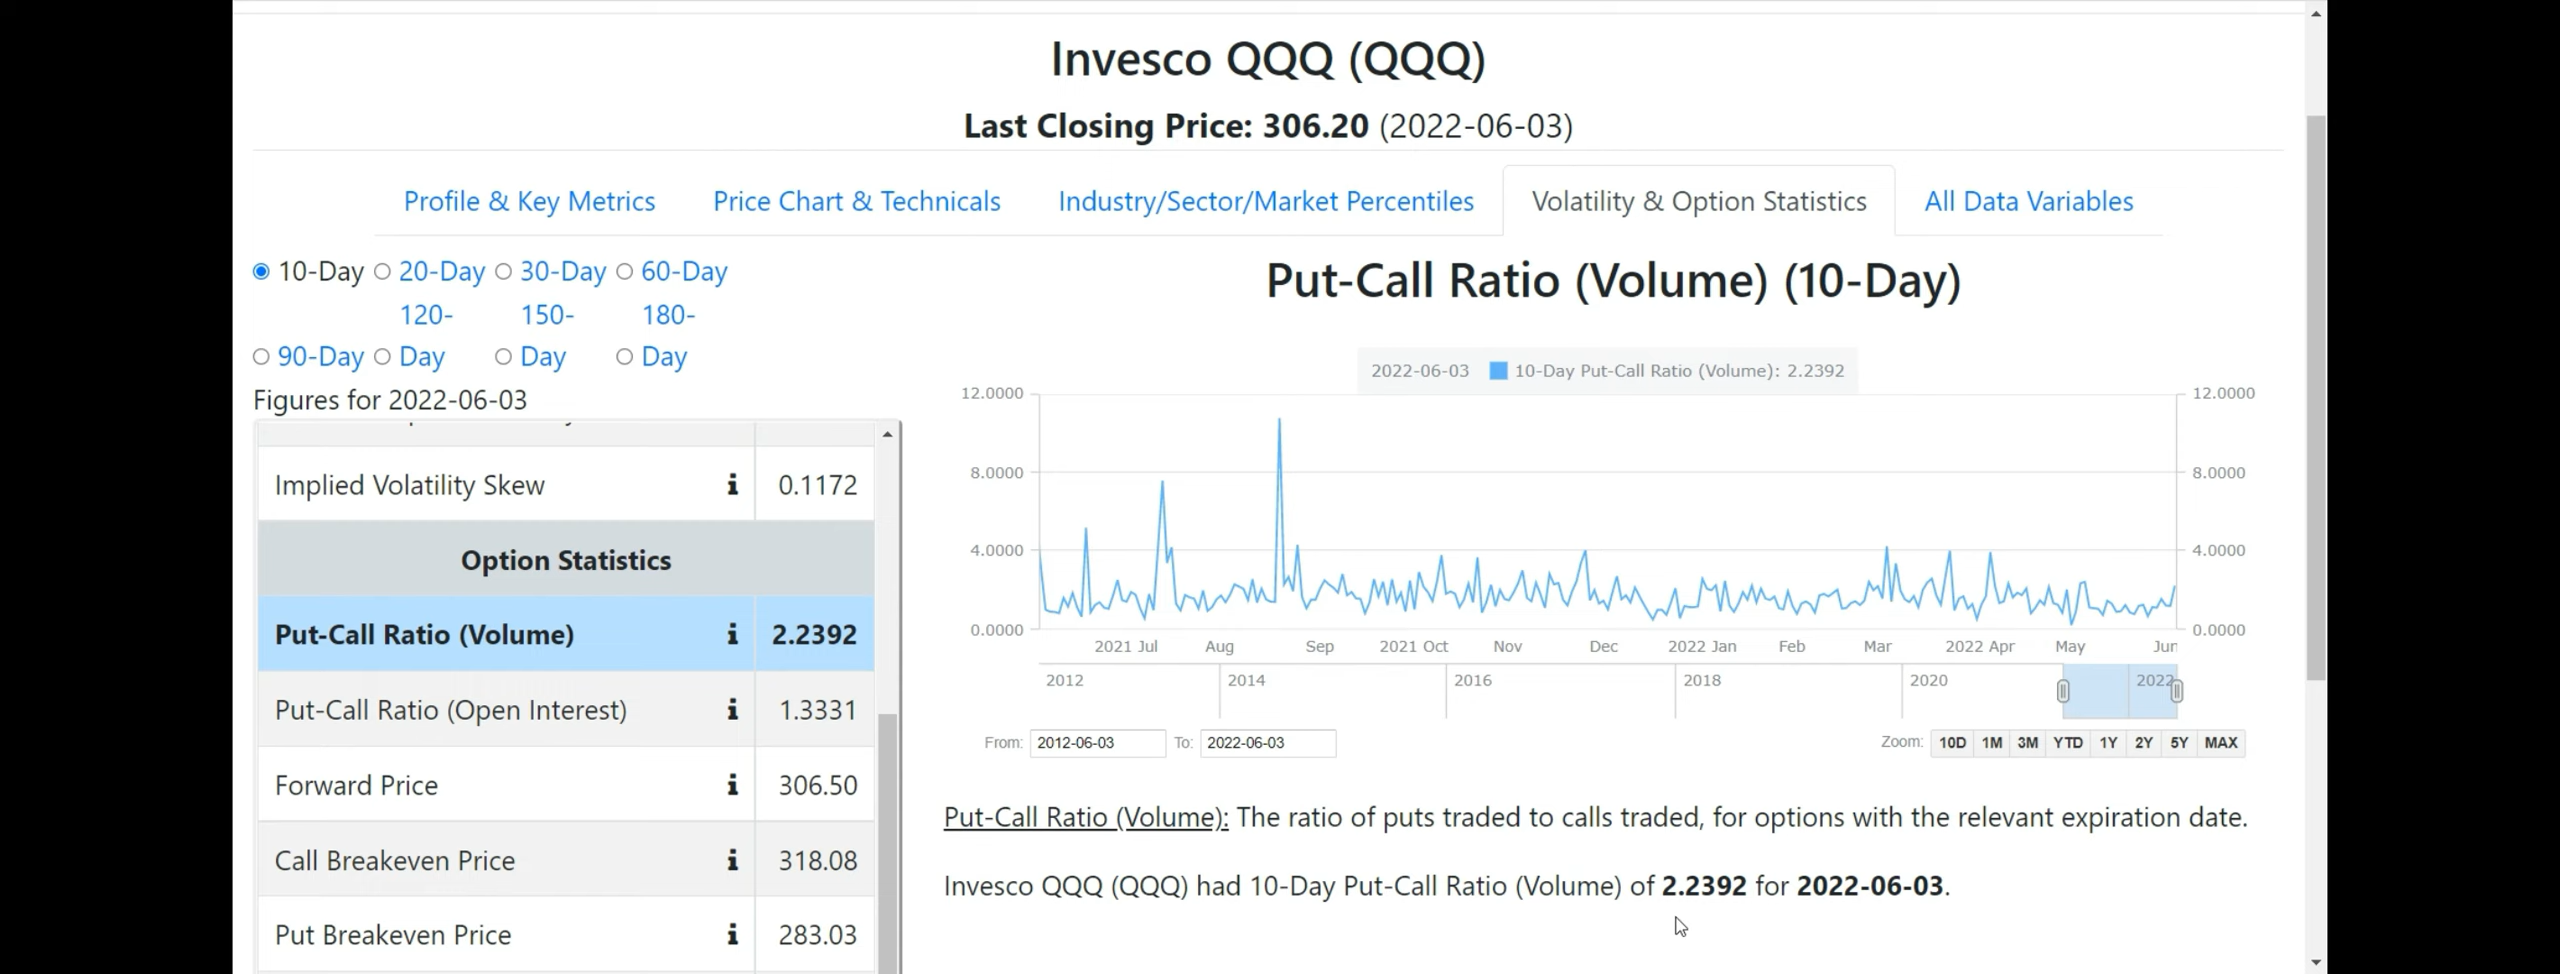 Invesco QQQ (QQQ)
Last Closing Price: 306.20 (2022-06-03)
Profile & Key Metrics
Price Chart & Technicals
Industry/Sector/Market Percentiles
Volatility & Option Statistics
All Data Variables
10-Day 20-Day 30-Day 60-Day
120- 150- 180-
90-Day Day Day Day
Figures for 2022-06-03
Implied Volatility Skew 0.1172
Option Statistics
Put-Call Ratio (Volume) 2.2392
Put-Call Ratio (Open Interest) 1.3331
Forward Price 306.50
Call Breakeven Price 318.08
Put Breakeven Price 283.03
Put-Call Ratio (Volume) (10-Day)
2022-06-03 10-Day Put-Call Ratio (Volume): 2.2392
12.0000 12.0000
8.0000 8.0000
4.0000 4.0000
0.0000 0.0000
2021 Jul Aug Sep 2021 Oct Nov Dec 2022 Jan Feb Mar 2022 Apr May Jun
2012 2014 2016 2018 2020 2022
From: 2012-06-03 To: 2022-06-03 Zoom: 10D 1M 3M YTD 1Y 2Y 5Y MAX
Put-Call Ratio (Volume): The ratio of puts traded to calls traded, for options with the relevant expiration date.
Invesco QQQ (QQQ) had 10-Day Put-Call Ratio (Volume) of 2.2392 for 2022-06-03.